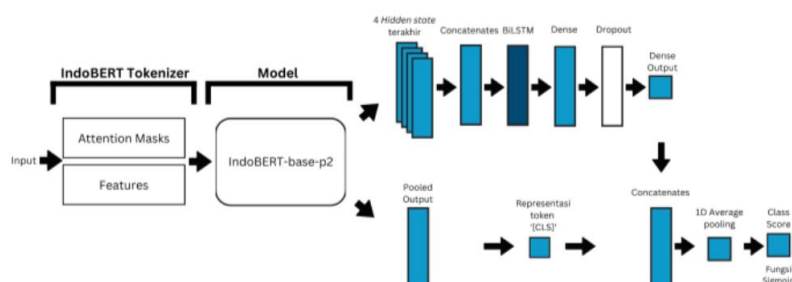 IndoBERT Tokenizer
Model
Input
Attention Masks
Features
IndoBERT-base-p2
4 Hidden state
terakhir
Concatenates
BiLSTM
Dense
Dropout
Dense
Output
Pooled
Output
Representasi
token
'[CLS]'
Concatenates
1D Average
pooling
Class
Score
Fungsi